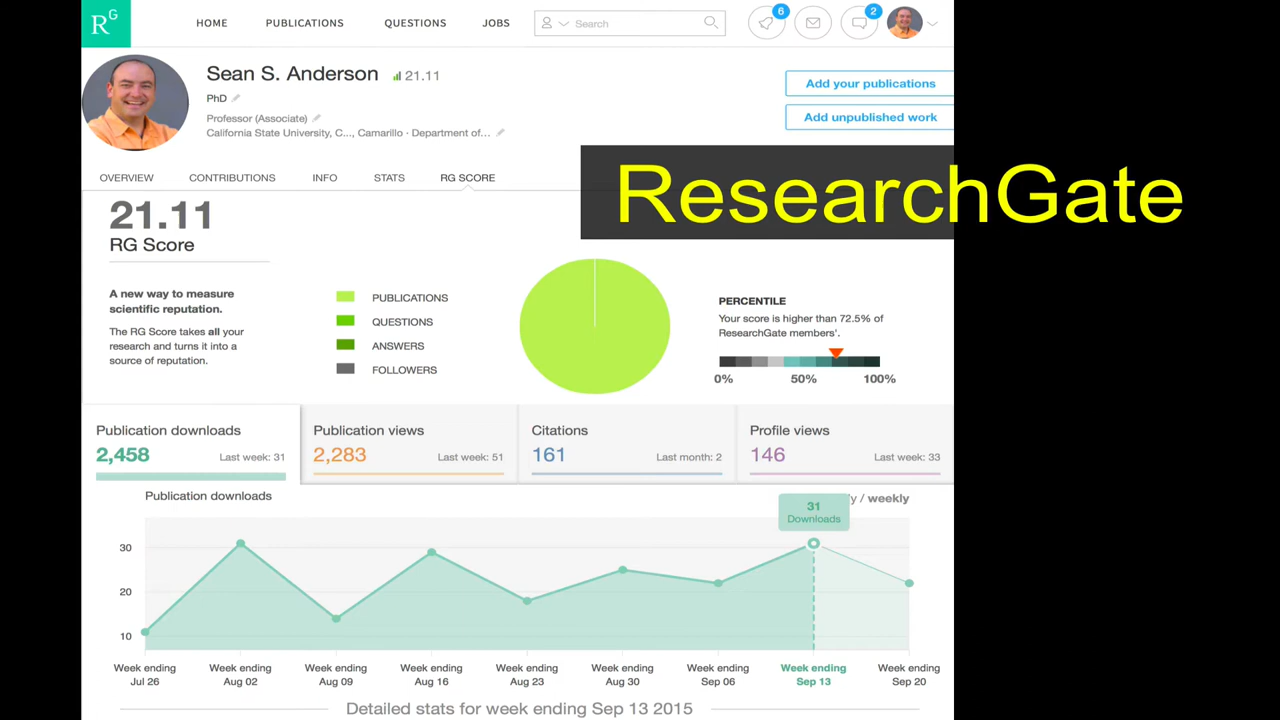 RG
HOME PUBLICATIONS QUESTIONS JOBS Search 6 2
Sean S. Anderson 21.11
PhD
Professor (Associate)
California State University, C..., Camarillo · Department of...
Add your publications
Add unpublished work
ResearchGate
OVERVIEW CONTRIBUTIONS INFO STATS RG SCORE
21.11
RG Score
A new way to measure
scientific reputation.
The RG Score takes all your
research and turns it into a
source of reputation.
PUBLICATIONS
QUESTIONS
ANSWERS
FOLLOWERS
PERCENTILE
Your score is higher than 72.5% of
ResearchGate members'.
0% 50% 100%
Publication downloads
2,458 Last week: 31
Publication views
2,283 Last week: 51
Citations
161 Last month: 2
Profile views
146 Last week: 33
Publication downloads
ly / weekly
31
Downloads
30
20
10
Week ending Week ending Week ending Week ending Week ending Week ending Week ending Week ending Week ending
Jul 26 Aug 02 Aug 09 Aug 16 Aug 23 Aug 30 Sep 06 Sep 13 Sep 20
Detailed stats for week ending Sep 13 2015